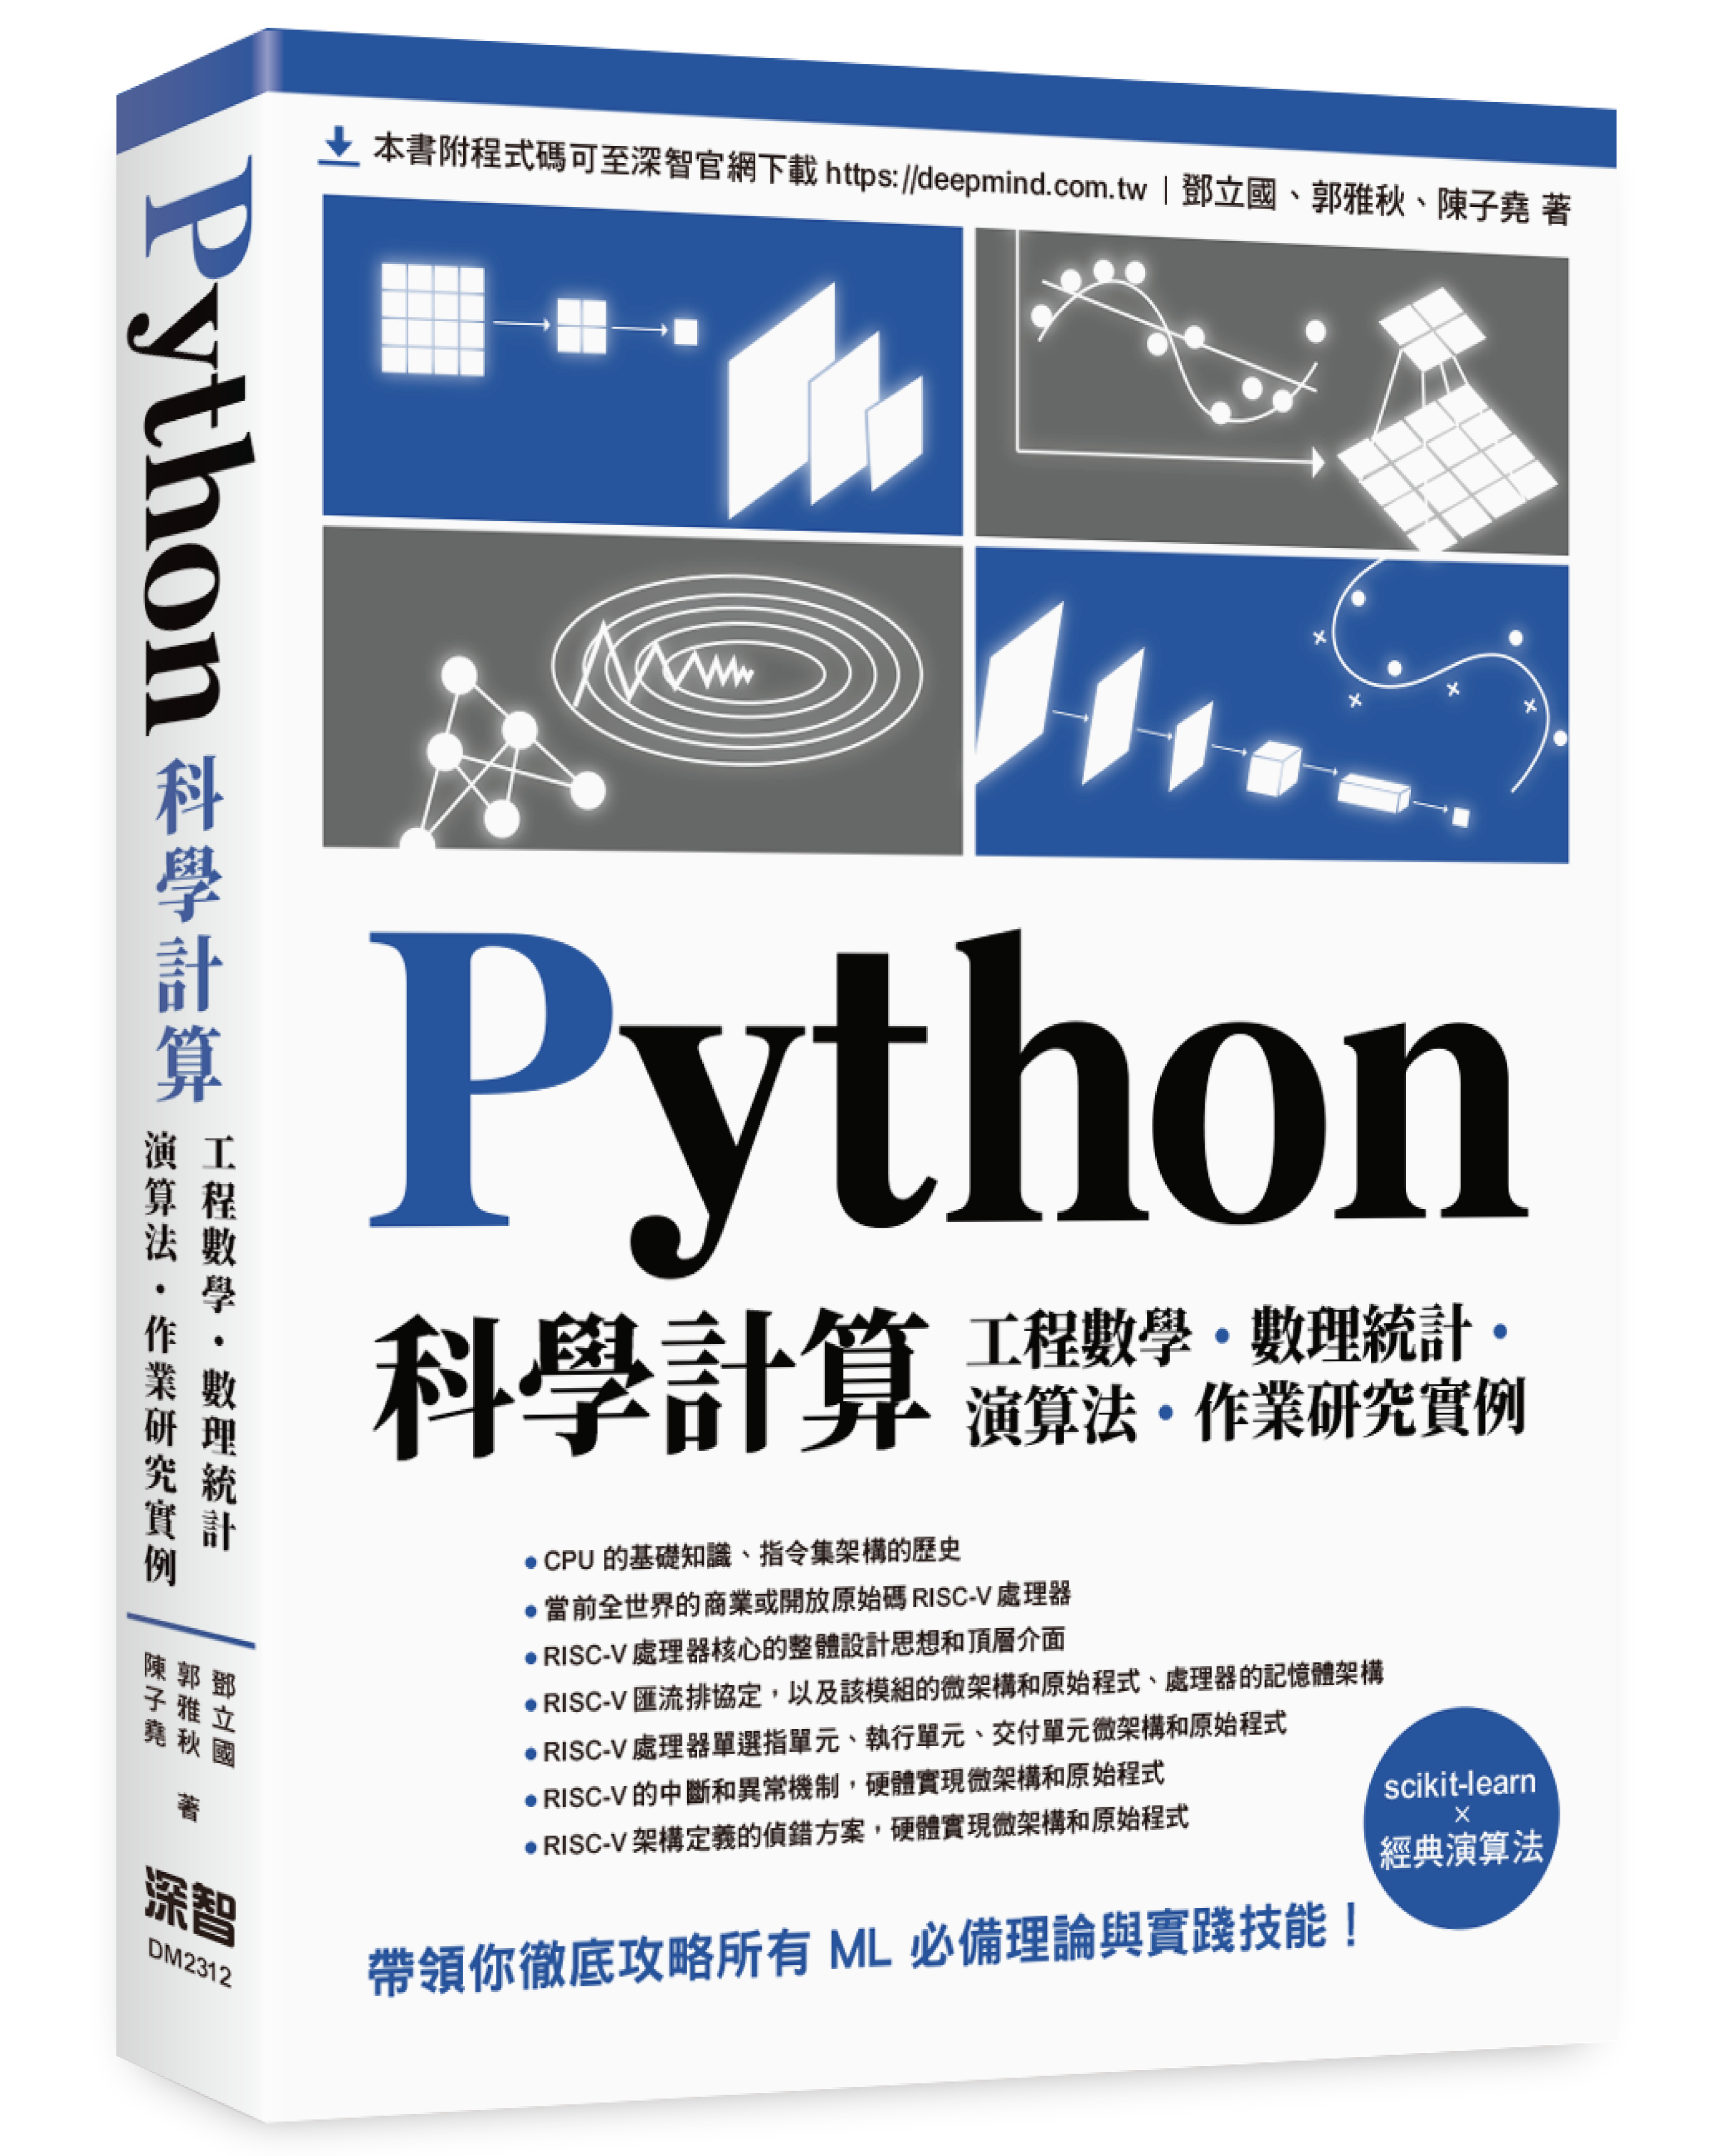 本書附程式碼可至深智官網下載 https://deepmind.com.tw | 鄧立國、郭雅秋、陳子堯 著
Python
科學計算
工程數學・數理統計・
演算法・作業研究實例
● CPU 的基礎知識、指令集架構的歷史
● 當前全世界的商業或開放原始碼 RISC-V 處理器
● RISC-V 處理器核心的整體設計思想和頂層介面
● RISC-V 匯流排協定，以及該模組的微架構和原始程式、處理器的記憶體架構
● RISC-V 處理器單選指單元、執行單元、交付單元微架構和原始程式
● RISC-V 的中斷和異常機制，硬體實現微架構和原始程式
● RISC-V 架構定義的偵錯方案，硬體實現微架構和原始程式
scikit-learn
×
經典演算法
帶領你徹底攻略所有 ML 必備理論與實踐技能！
Python
科學計算
工程數學・數理統計
演算法・作業研究實例
鄧立國
郭雅秋 著
陳子堯
深智
DM2312